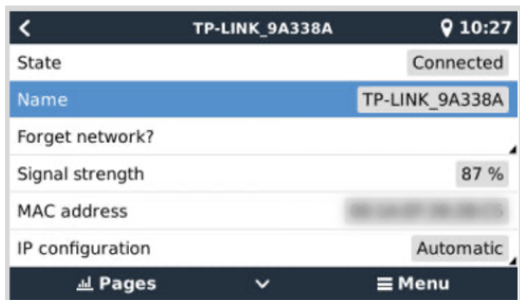 TP-LINK_9A338A 10:27
State Connected
Name TP-LINK_9A338A
Forget network?
Signal strength 87 %
MAC address
IP configuration Automatic
Pages Menu